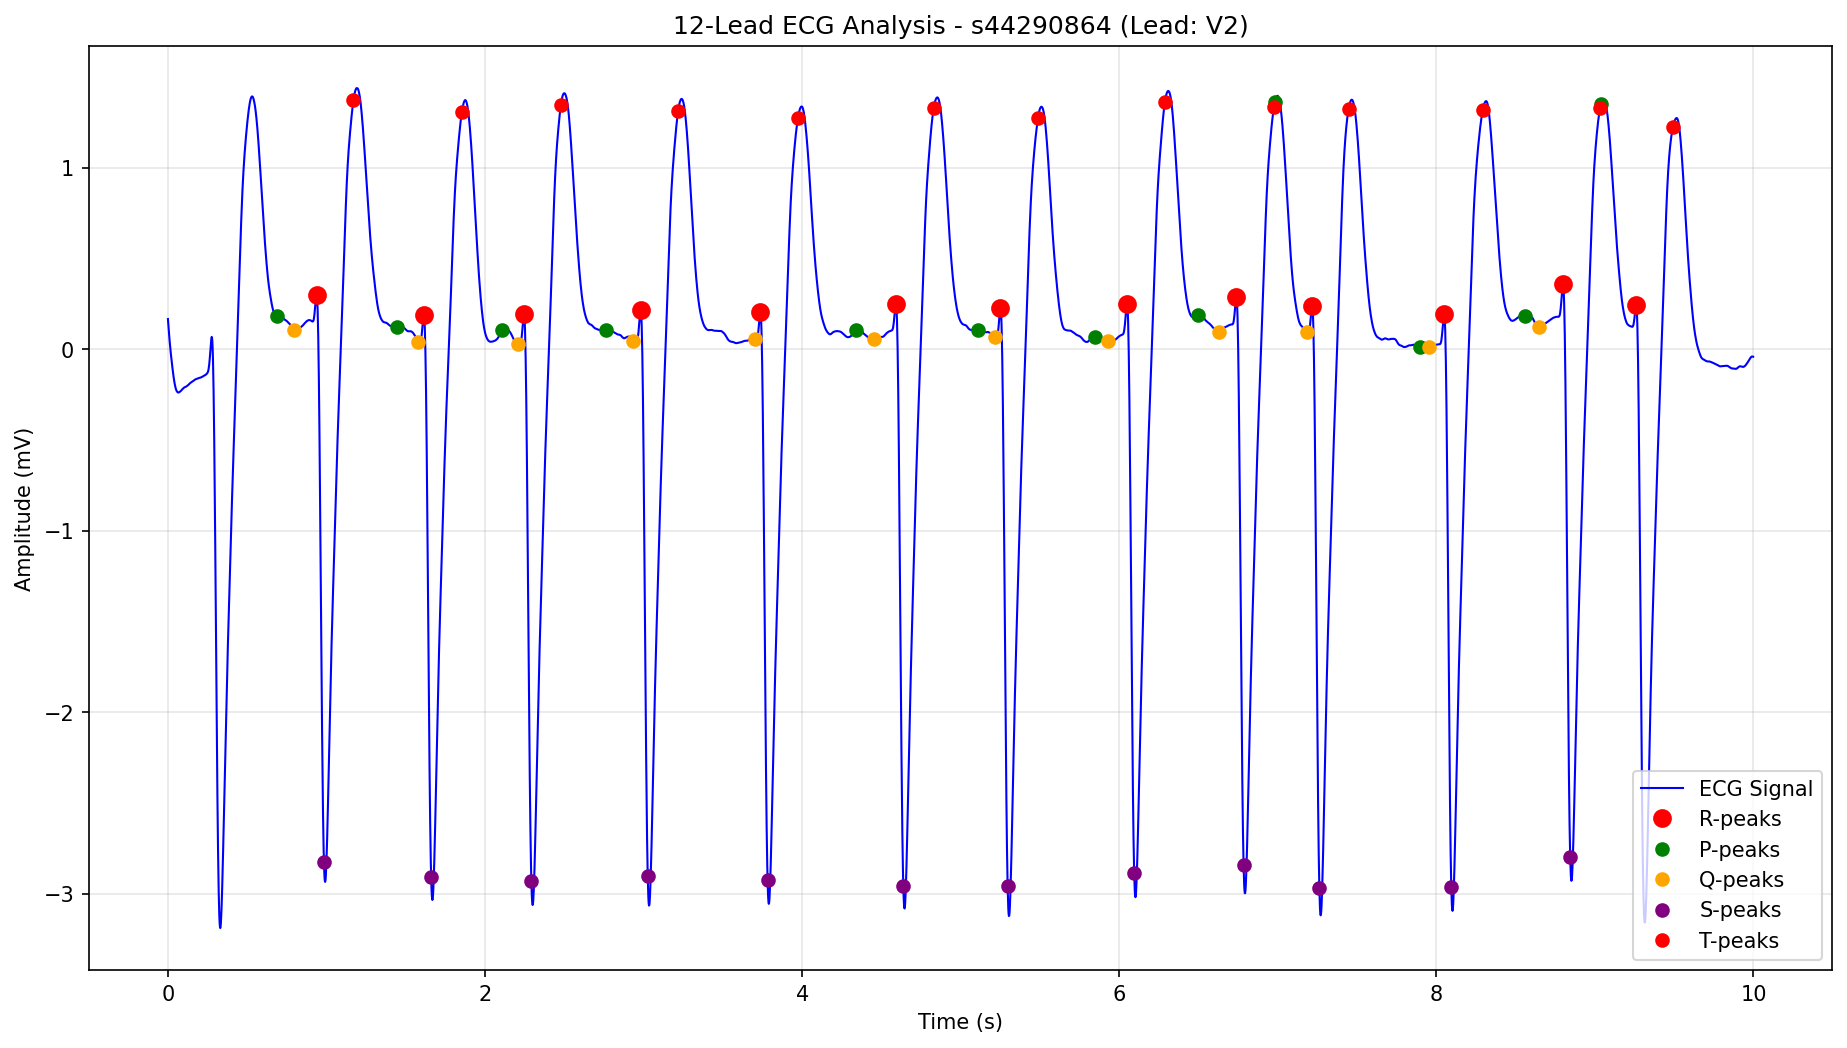 12-Lead ECG Analysis - s44290864 (Lead: V2)
Amplitude (mV)
1
0
−1
−2
−3
0 2 4 6 8 10
Time (s)
ECG Signal
R-peaks
P-peaks
Q-peaks
S-peaks
T-peaks